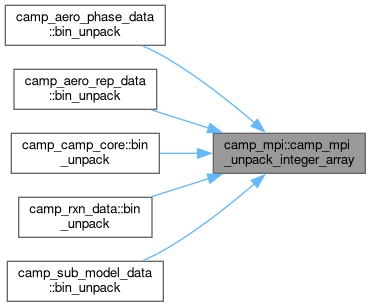 camp_aero_phase_data
::bin_unpack
camp_aero_rep_data
::bin_unpack
camp_camp_core::bin
_unpack
camp_mpi::camp_mpi
_unpack_integer_array
camp_rxn_data::bin
_unpack
camp_sub_model_data
::bin_unpack